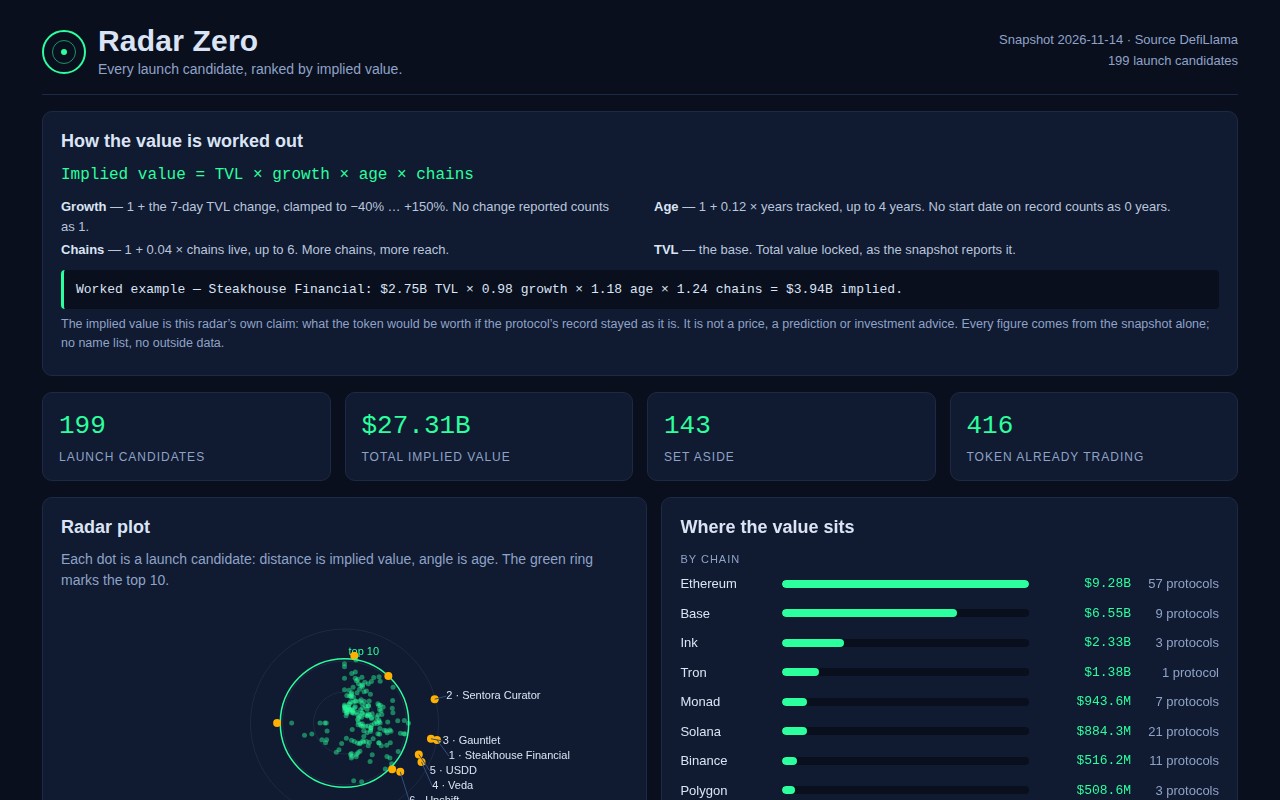 Radar Zero
Every launch candidate, ranked by implied value.
Snapshot 2026-11-14 · Source DefiLlama
199 launch candidates
How the value is worked out
Implied value = TVL × growth × age × chains
Growth — 1 + the 7-day TVL change, clamped to −40% … +150%. No change reported counts
as 1.
Age — 1 + 0.12 × years tracked, up to 4 years. No start date on record counts as 0 years.
Chains — 1 + 0.04 × chains live, up to 6. More chains, more reach.
TVL — the base. Total value locked, as the snapshot reports it.
Worked example — Steakhouse Financial: $2.75B TVL × 0.98 growth × 1.18 age × 1.24 chains = $3.94B implied.
The implied value is this radar’s own claim: what the token would be worth if the protocol’s record stayed as it is. It is not a price, a prediction or investment advice. Every figure comes from the snapshot alone;
no name list, no outside data.
199
LAUNCH CANDIDATES
$27.31B
TOTAL IMPLIED VALUE
143
SET ASIDE
416
TOKEN ALREADY TRADING
Radar plot
Each dot is a launch candidate: distance is implied value, angle is age. The green ring
marks the top 10.
top 10
2 · Sentora Curator
3 · Gauntlet
1 · Steakhouse Financial
5 · USDD
4 · Veda
6 · Upshift
Where the value sits
BY CHAIN
Ethereum $9.28B 57 protocols
Base $6.55B 9 protocols
Ink $2.33B 3 protocols
Tron $1.38B 1 protocol
Monad $943.6M 7 protocols
Solana $884.3M 21 protocols
Binance $516.2M 11 protocols
Polygon $508.6M 3 protocols